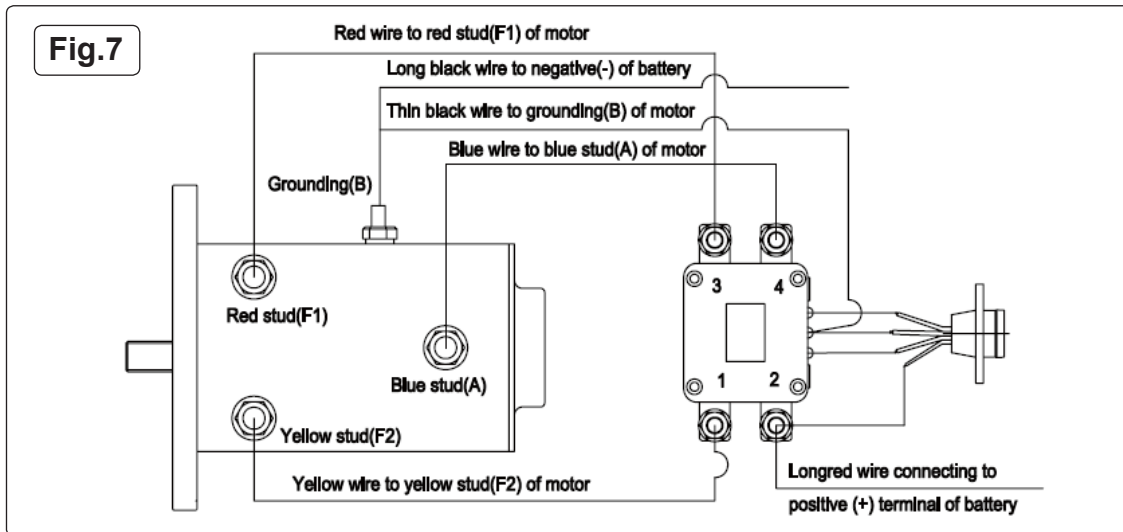 Fig.7
Red wire to red stud(F1) of motor
Long black wire to negative(-) of battery
Thin black wire to grounding(B) of motor
Blue wire to blue stud(A) of motor
Grounding(B)
3 4
Red stud(F1)
Blue stud(A)
1 2
Yellow stud(F2)
Yellow wire to yellow stud(F2) of motor
Longred wire connecting to
positive (+) terminal of battery